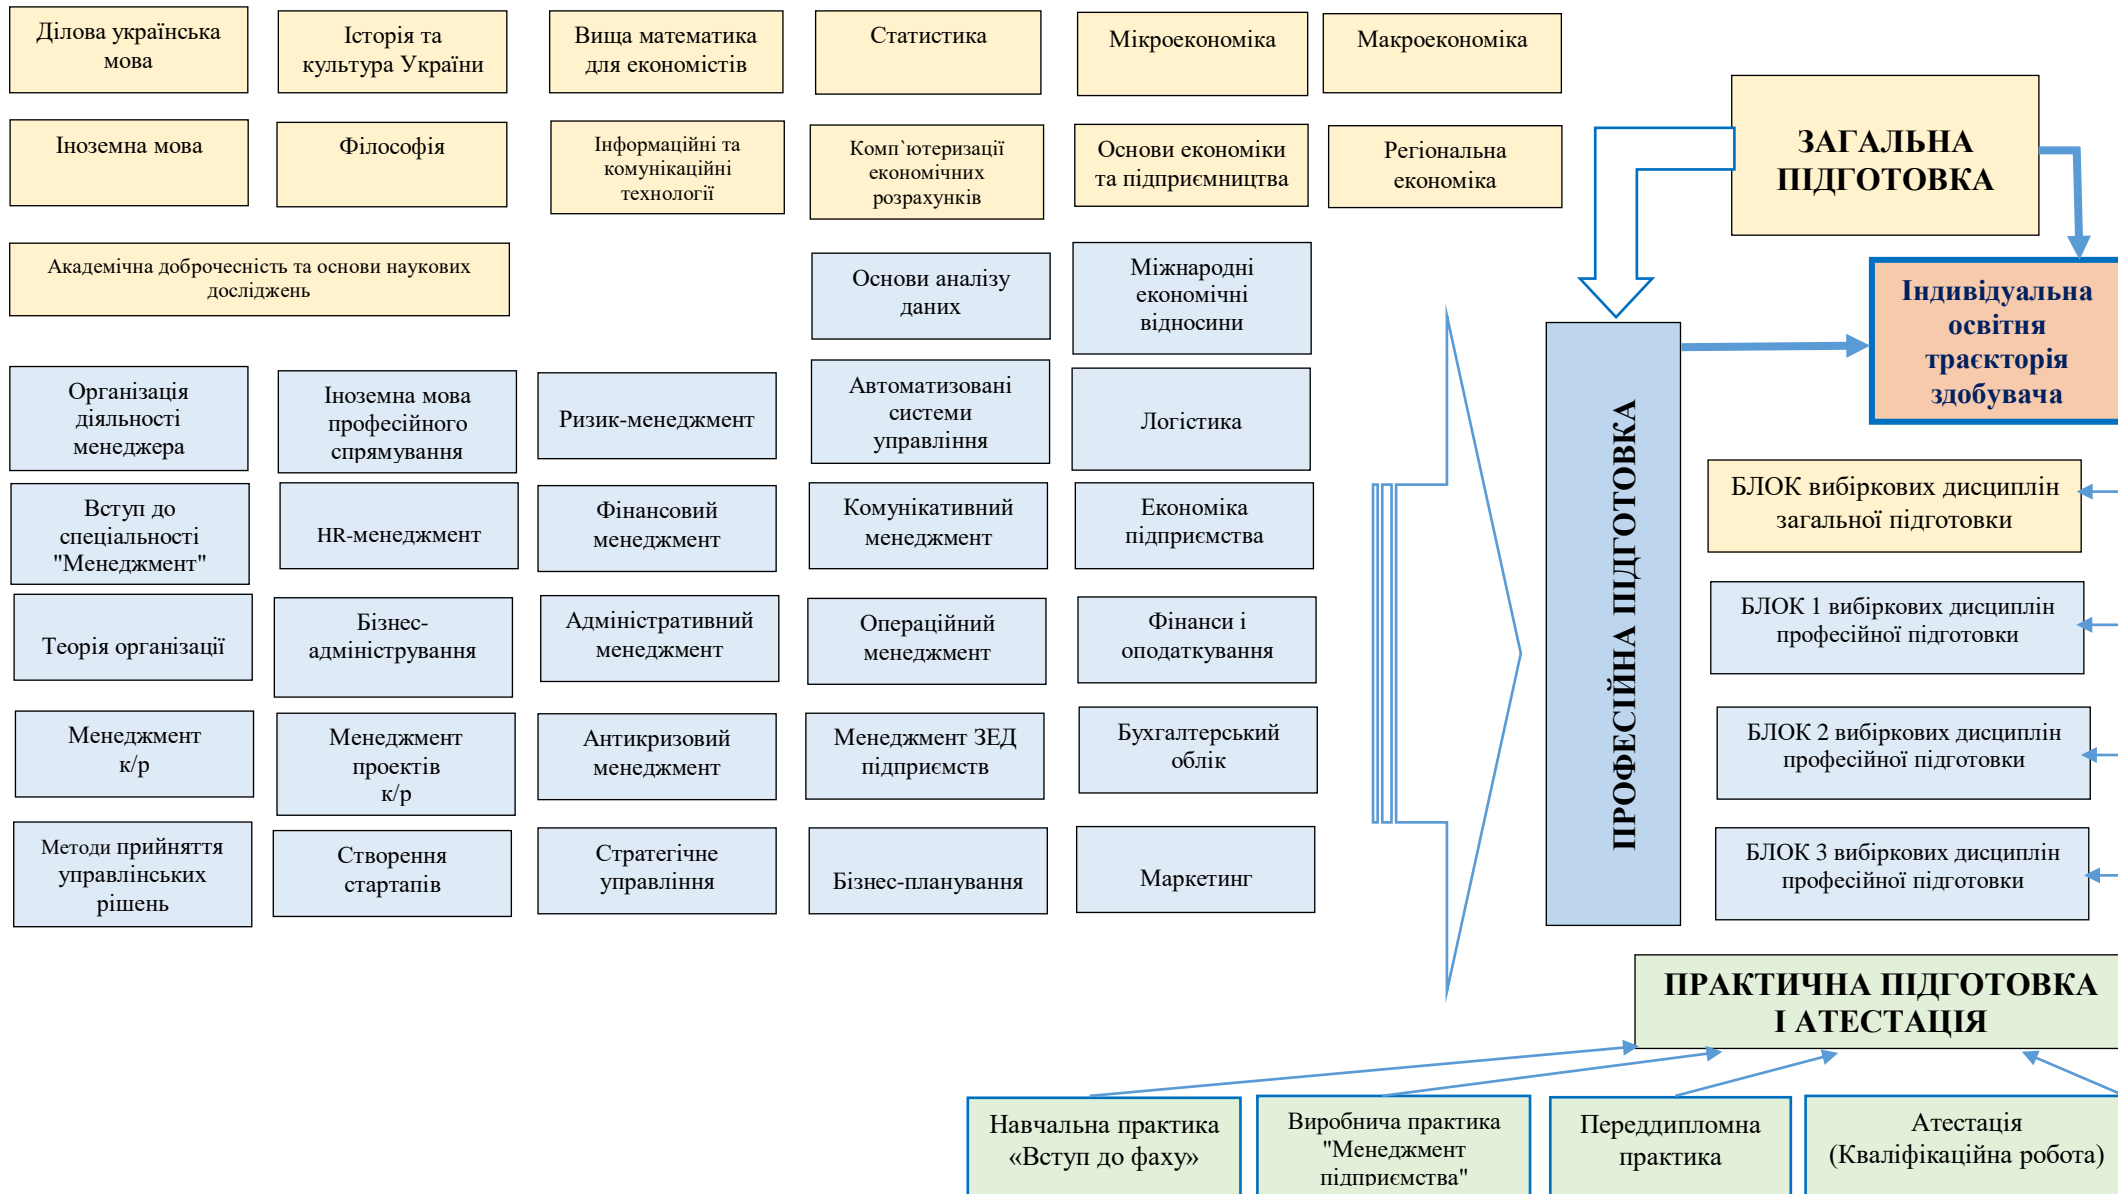 Ділова українська
мова
Історія та
культура України
Вища математика
для економістів
Статистика
Мікроекономіка
Макроекономіка
Іноземна мова
Філософія
Інформаційні та
комунікаційні
технології
Комп`ютеризації
економічних
розрахунків
Основи економіки
та підприємництва
Регіональна
економіка
ЗАГАЛЬНА
ПІДГОТОВКА
Академічна доброчесність та основи наукових
досліджень
Основи аналізу
даних
Міжнародні
економічні
відносини
Індивідуальна
освітня
траєкторія
здобувача
Організація
діяльності
менеджера
Іноземна мова
професійного
спрямування
Ризик-менеджмент
Автоматизовані
системи
управління
Логістика
ПРОФЕСІЙНА ПІДГОТОВКА
БЛОК вибіркових дисциплін
загальної підготовки
Вступ до
спеціальності
"Менеджмент"
HR-менеджмент
Фінансовий
менеджмент
Комунікативний
менеджмент
Економіка
підприємства
БЛОК 1 вибіркових дисциплін
професійної підготовки
Теорія організації
Бізнес-
адміністрування
Адміністративний
менеджмент
Операційний
менеджмент
Фінанси і
оподаткування
БЛОК 2 вибіркових дисциплін
професійної підготовки
Менеджмент
к/р
Менеджмент
проектів
к/р
Антикризовий
менеджмент
Менеджмент ЗЕД
підприємств
Бухгалтерський
облік
БЛОК 3 вибіркових дисциплін
професійної підготовки
Методи прийняття
управлінських
рішень
Створення
стартапів
Стратегічне
управління
Бізнес-планування
Маркетинг
ПРАКТИЧНА ПІДГОТОВКА
І АТЕСТАЦІЯ
Навчальна практика
«Вступ до фаху»
Виробнича практика
"Менеджмент
підприємства"
Переддипломна
практика
Атестація
(Кваліфікаційна робота)